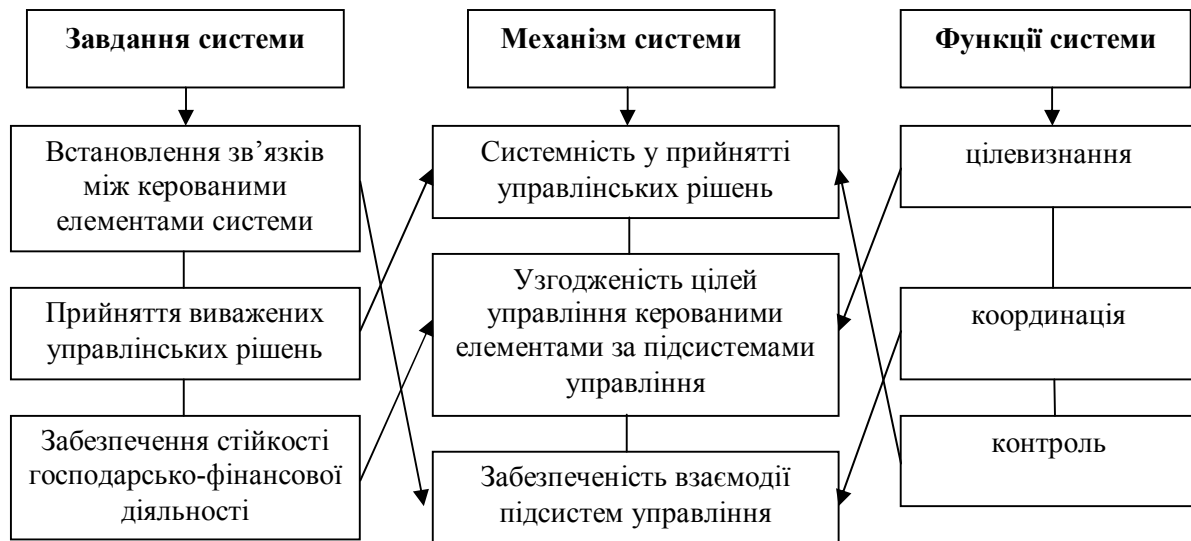 Завдання системи
Механізм системи
Функції системи
Встановлення зв’язків
між керованими
елементами системи
Прийняття виважених
управлінських рішень
Забезпечення стійкості
господарсько-фінансової
діяльності
Системність у прийнятті
управлінських рішень
Узгодженість цілей
управління керованими
елементами за підсистемами
управління
Забезпеченість взаємодії
підсистем управління
цілевизнання
координація
контроль